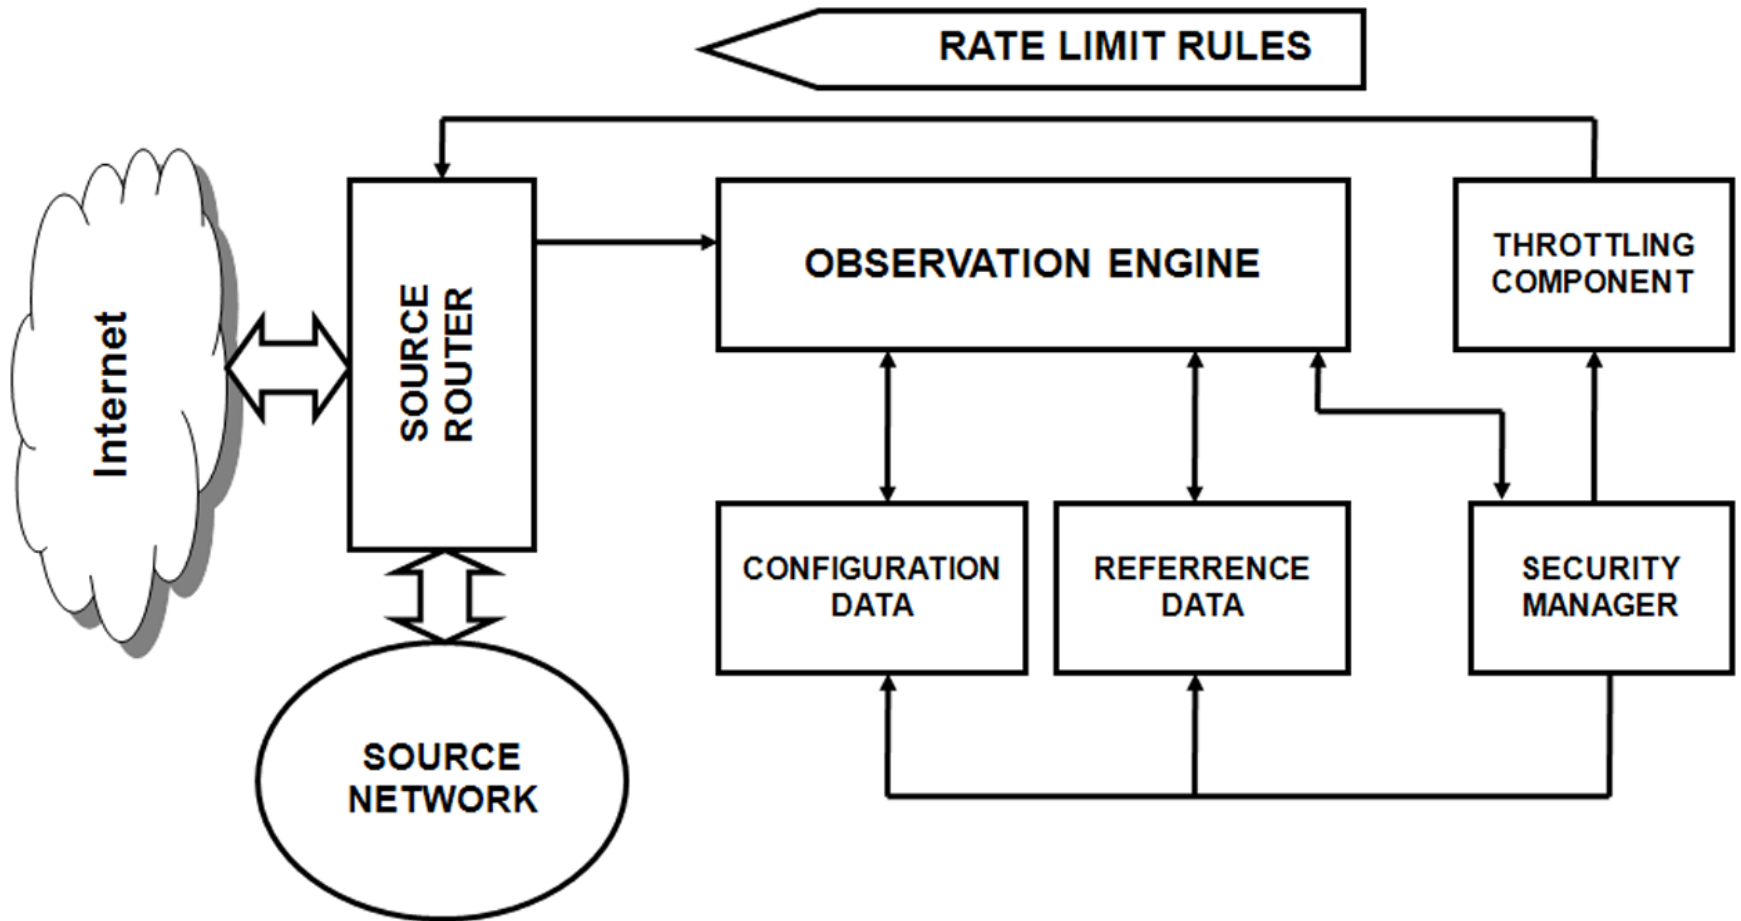 RATE LIMIT RULES
Internet
SOURCE
ROUTER
OBSERVATION ENGINE
THROTTLING
COMPONENT
CONFIGURATION
DATA
REFERRENCE
DATA
SECURITY
MANAGER
SOURCE
NETWORK